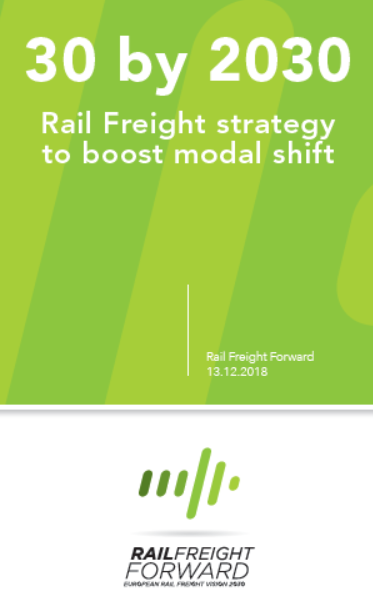 30 by 2030
Rail Freight strategy
to boost modal shift
Rail Freight Forward
13.12.2018
RAILFREIGHT
FORWARD
EUROPEAN RAIL FREIGHT VISION 2030